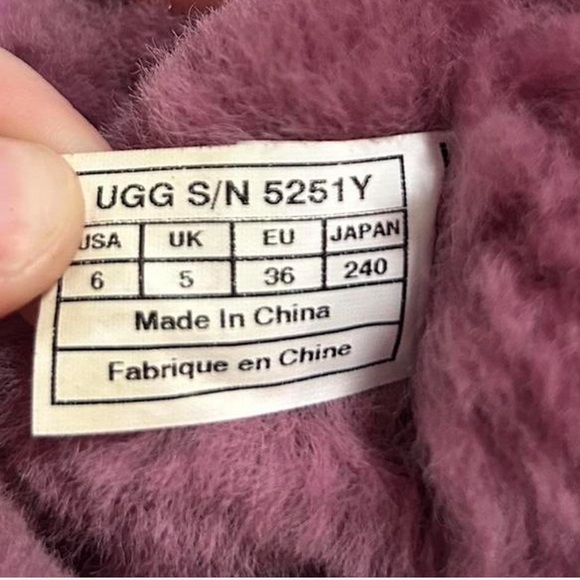 UGG S/N 5251Y
USA UK EU JAPAN
6 5 36 240
Made In China
Fabrique en Chine